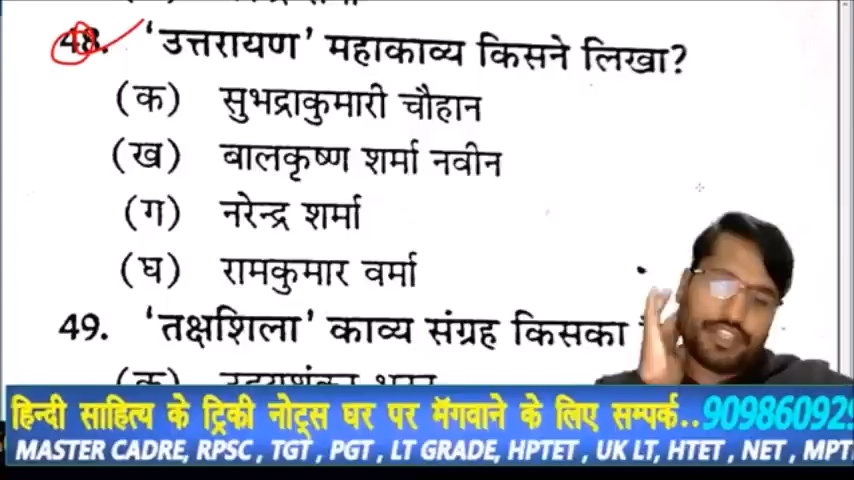 48. 'उत्तरायण' महाकाव्य किसने लिखा?
(क) सुभद्राकुमारी चौहान
(ख) बालकृष्ण शर्मा नवीन
(ग) नरेन्द्र शर्मा
(घ) रामकुमार वर्मा
49. 'तक्षशिला' काव्य संग्रह किसका
हिन्दी साहित्य के ट्रिकी नोट्स घर पर मँगवाने के लिए सम्पर्क..909860929
MASTER CADRE, RPSC, TGT, PGT, LT GRADE, HPTET, UK LT, HTET, NET, MPT